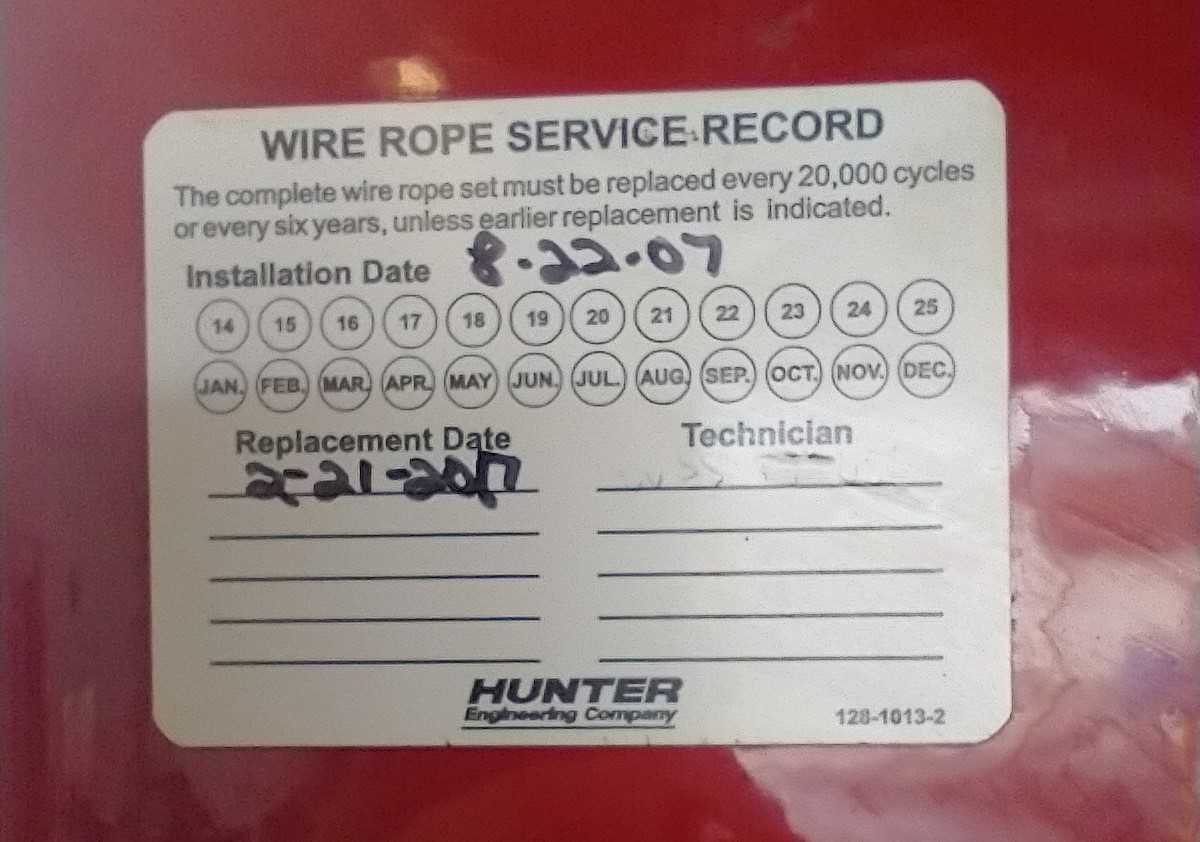 WIRE ROPE SERVICE RECORD
The complete wire rope set must be replaced every 20,000 cycles
or every six years, unless earlier replacement is indicated.
Installation Date 8-22-07
14 15 16 17 18 19 20 21 22 23 24 25
JAN. FEB. MAR. APR. MAY JUN. JUL. AUG. SEP. OCT. NOV. DEC.
Replacement Date Technician
2-21-2017
HUNTER
Engineering Company
128-1013-2